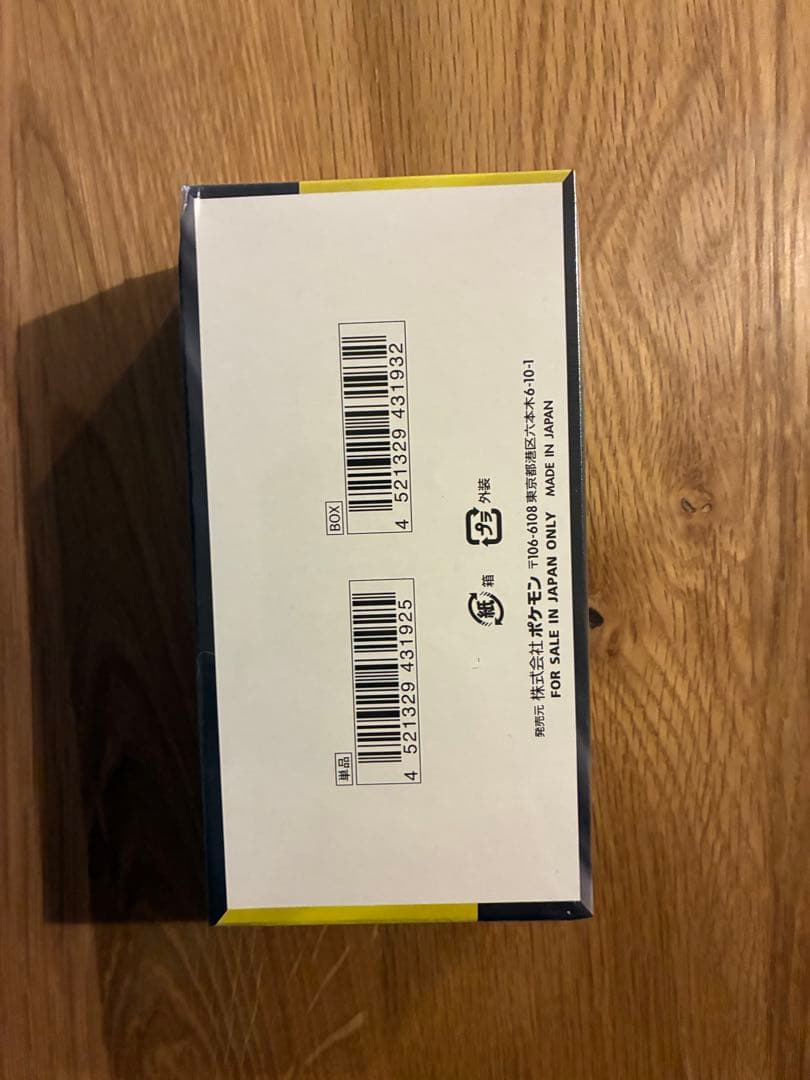 単品
4 521329 431925
BOX
4 521329 431932
紙 箱
プラ 外装
発売元 株式会社 ポケモン 〒106-6108 東京都港区六本木6-10-1
FOR SALE IN JAPAN ONLY MADE IN JAPAN